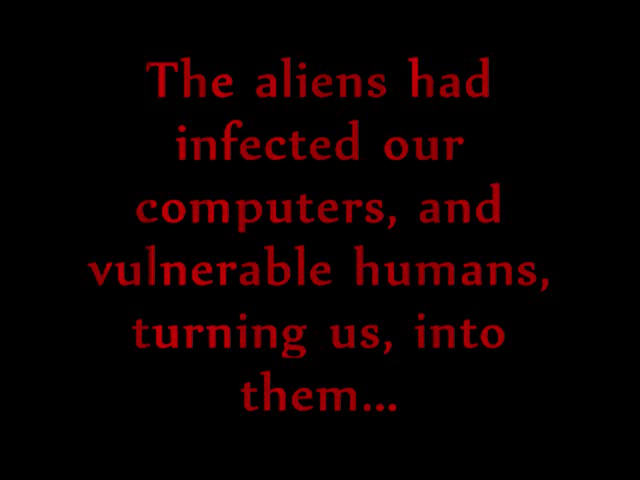 The aliens had
infected our
computers, and
vulnerable humans,
turning us, into
them...